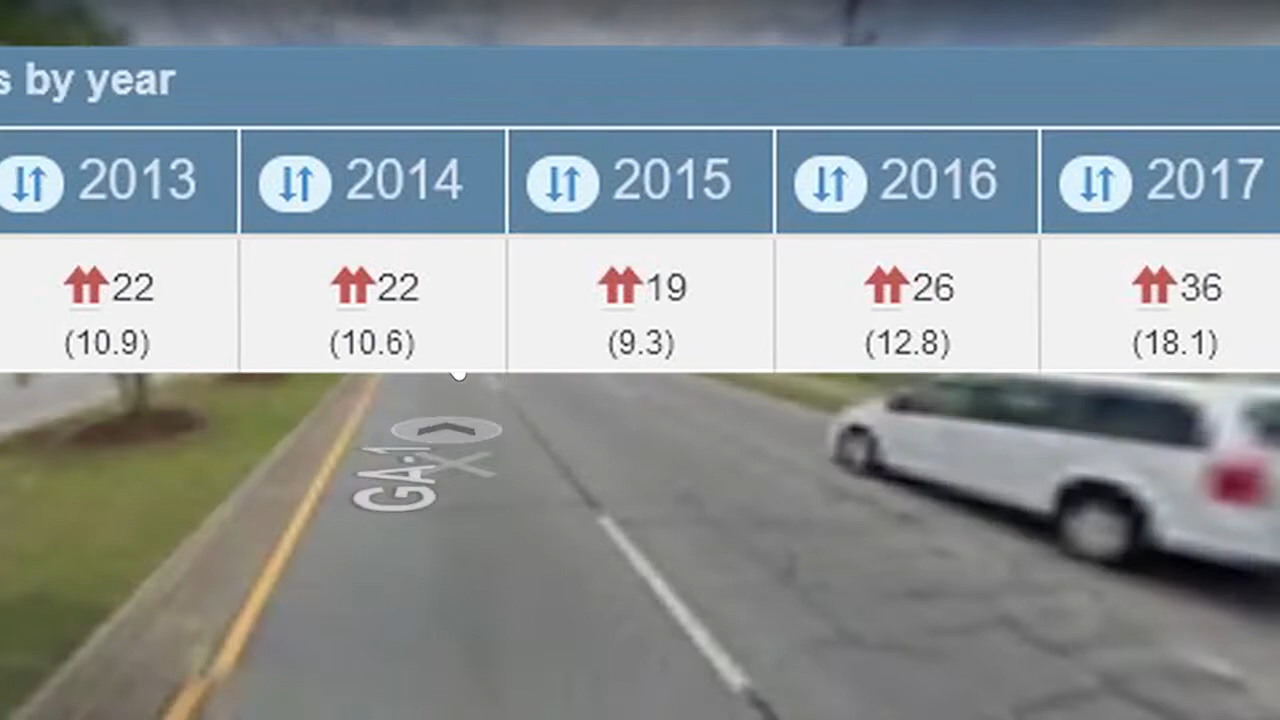 s by year
2013 2014 2015 2016 2017
22 22 19 26 36
(10.9) (10.6) (9.3) (12.8) (18.1)
GA-1